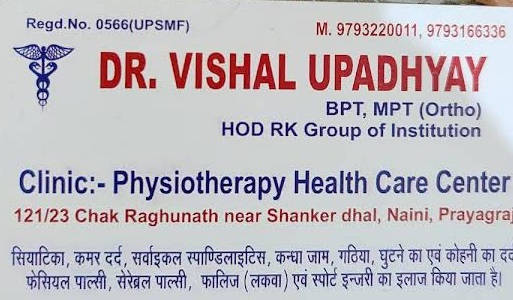 Regd.No. 0566(UPSMF)
M. 9793220011, 9793166336
DR. VISHAL UPADHYAY
BPT, MPT (Ortho)
HOD RK Group of Institution
Clinic:- Physiotherapy Health Care Center
121/23 Chak Raghunath near Shanker dhal, Naini, Prayagraj
सियाटिका, कमर दर्द, सर्वाइकल स्पाण्डिलाइटिस, कन्धा जाम, गठिया, घुटने का एवं कोहनी का दर्द
फेसियल पाल्सी, सेरेब्रल पाल्सी, फालिज (लकवा) एवं स्पोर्ट इन्जरी का इलाज किया जाता है।